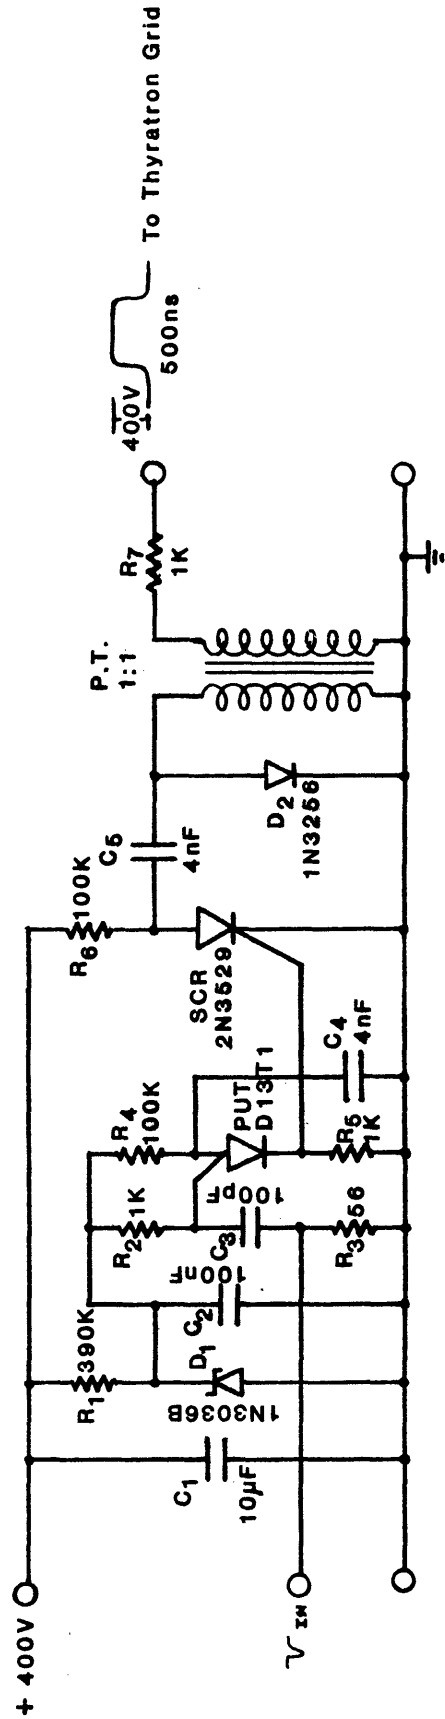 + 400V
V IN
C1
10µF
R1 390K
D1
1N3036B
C2
100nF
R2 1K
C3
100pF
R3 56
R4
100K
PUT
D13T1
R5
1K
C4
4nF
R6
100K
SCR
2N3529
C5
4nF
D2
1N3256
P.T.
1:1
R7
1K
400V
500ns
To Thyratron Grid